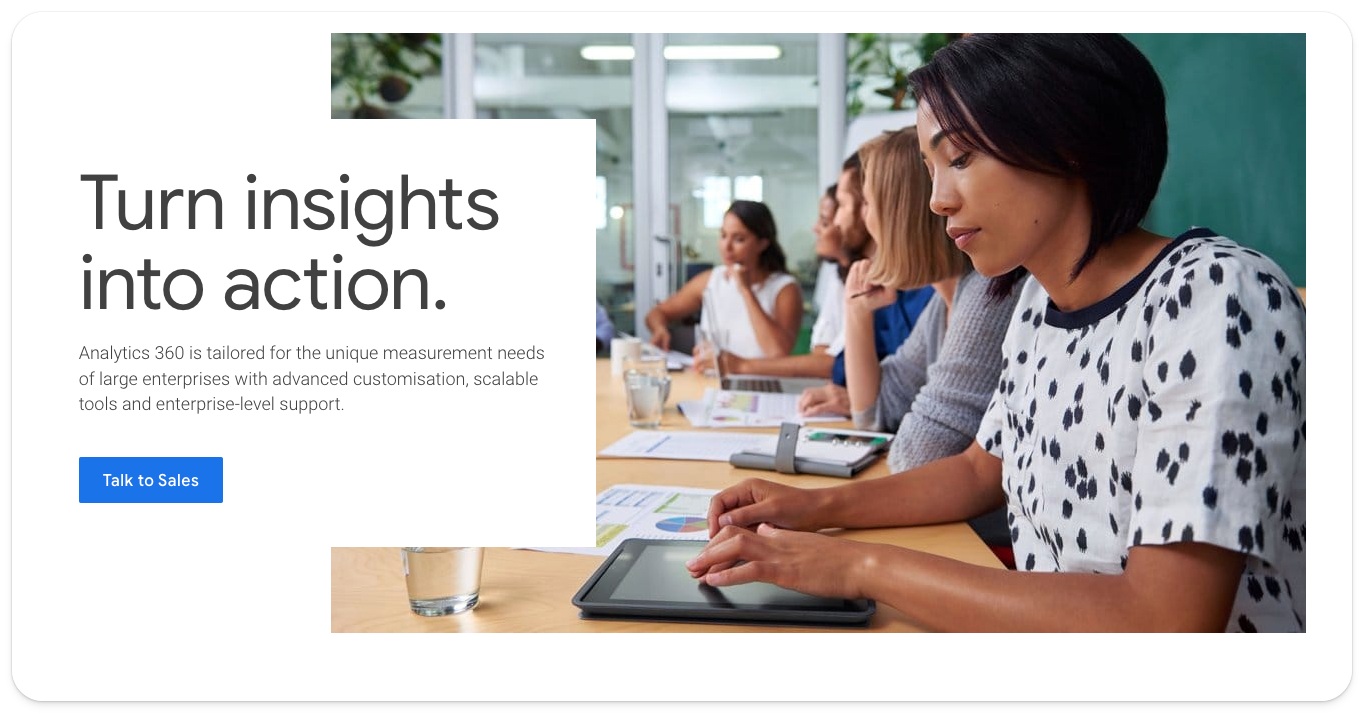 Turn insights
into action.
Analytics 360 is tailored for the unique measurement needs
of large enterprises with advanced customisation, scalable
tools and enterprise-level support.
Talk to Sales